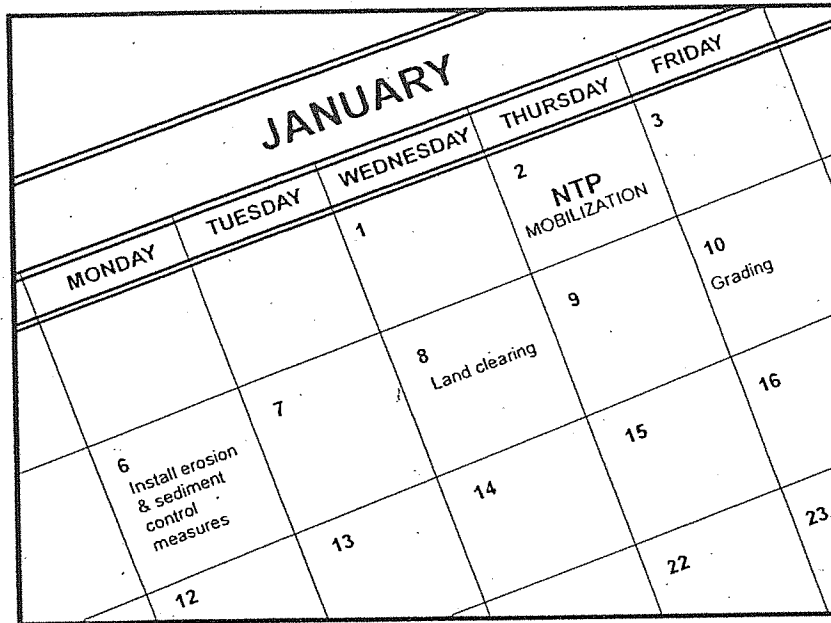 JANUARY
MONDAY
TUESDAY
WEDNESDAY
THURSDAY
FRIDAY
1
2
NTP
MOBILIZATION
3
6
Install erosion
& sediment
control
measures
7
8
Land clearing
9
10
Grading
12
13
14
15
16
22
23